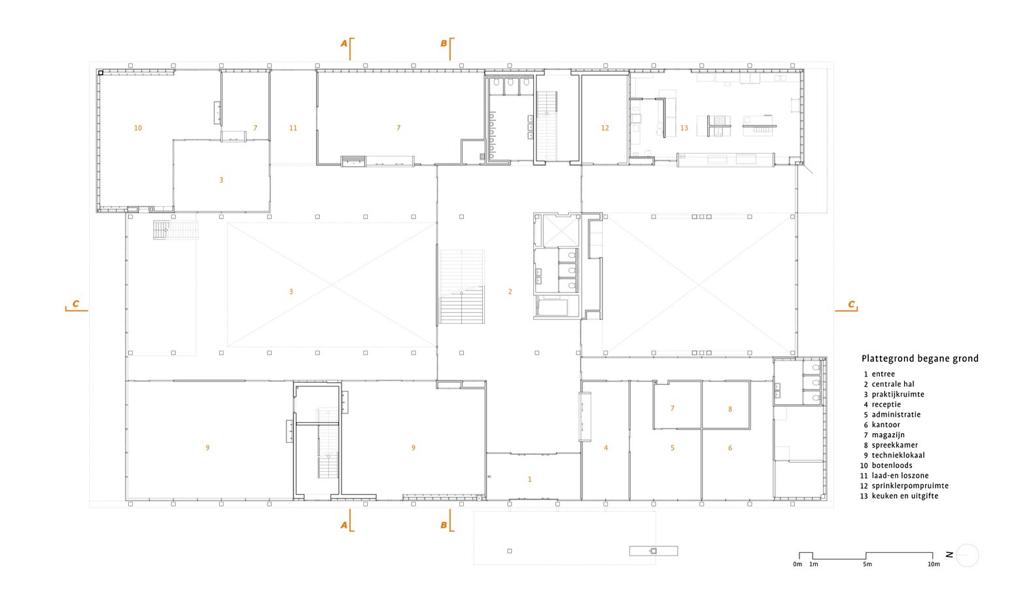 A B
10 7 11 7 12 13
3
3 2
C C
Plattegrond begane grond
1 entree
2 centrale hal
3 praktijkruimte
4 receptie
5 administratie
6 kantoor
7 magazijn
8 spreekkamer
9 technieklokaal
10 botenloods
11 laad-en loszone
12 sprinklerpompruimte
13 keuken en uitgifte
7 8
9 9 4 5 6
1
A B
0m 1m 5m 10m
N